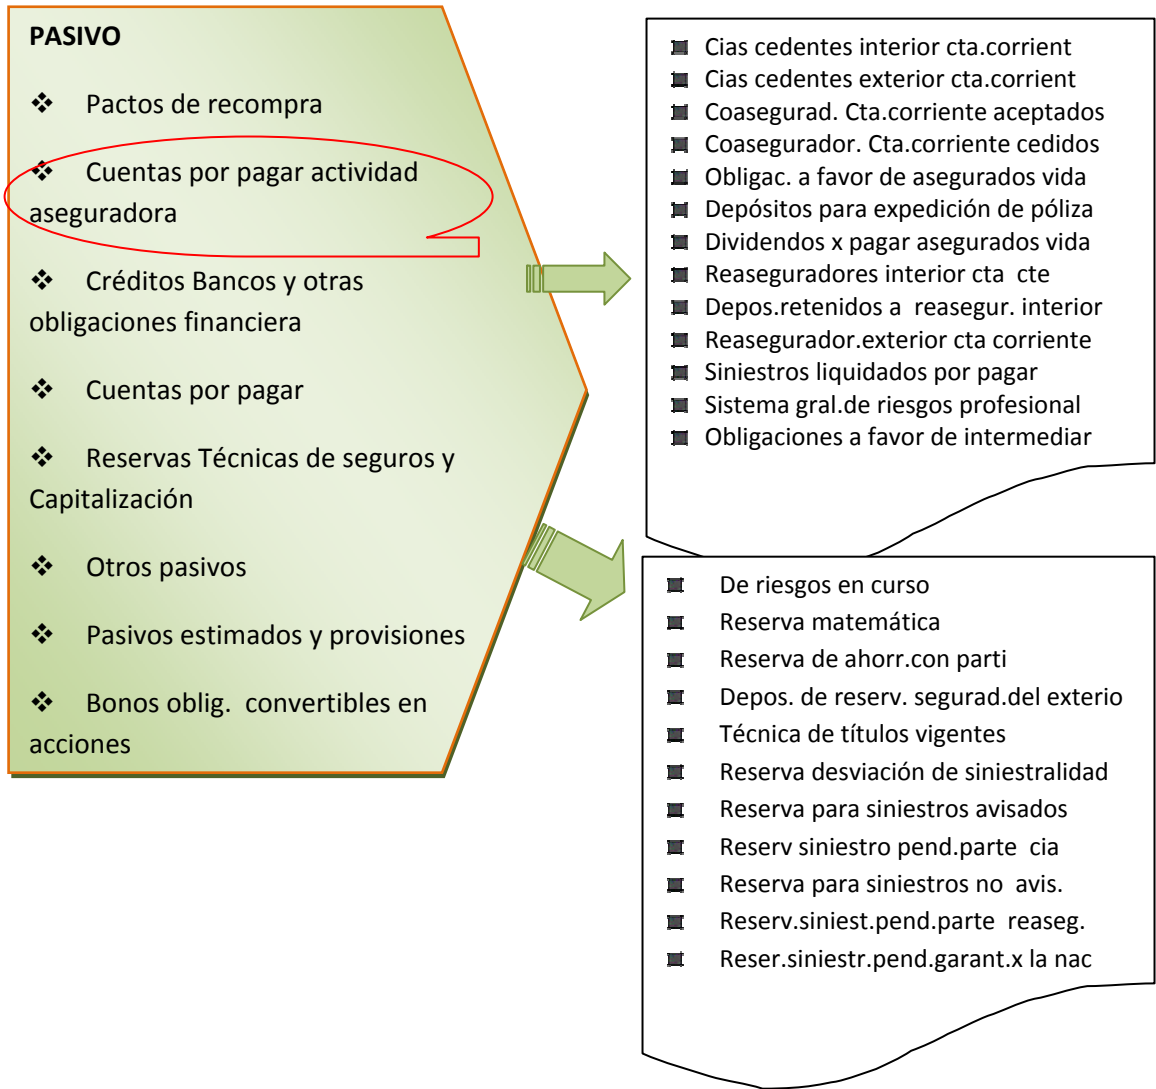 PASIVO
❖ Pactos de recompra
❖ Cuentas por pagar actividad
aseguradora
❖ Créditos Bancos y otras
obligaciones financiera
❖ Cuentas por pagar
❖ Reservas Técnicas de seguros y
Capitalización
❖ Otros pasivos
❖ Pasivos estimados y provisiones
❖ Bonos oblig. convertibles en
acciones
Cias cedentes interior cta.corrient
Cias cedentes exterior cta.corrient
Coasegurad. Cta.corriente aceptados
Coasegurador. Cta.corriente cedidos
Obligac. a favor de asegurados vida
Depósitos para expedición de póliza
Dividendos x pagar asegurados vida
Reaseguradores interior cta cte
Depos.retenidos a reasegur. interior
Reasegurador.exterior cta corriente
Siniestros liquidados por pagar
Sistema gral.de riesgos profesional
Obligaciones a favor de intermediar
De riesgos en curso
Reserva matemática
Reserva de ahorr.con parti
Depos. de reserv. segurad.del exterio
Técnica de títulos vigentes
Reserva desviación de siniestralidad
Reserva para siniestros avisados
Reserv siniestro pend.parte cia
Reserva para siniestros no avis.
Reserv.siniest.pend.parte reaseg.
Reser.siniestr.pend.garant.x la nac